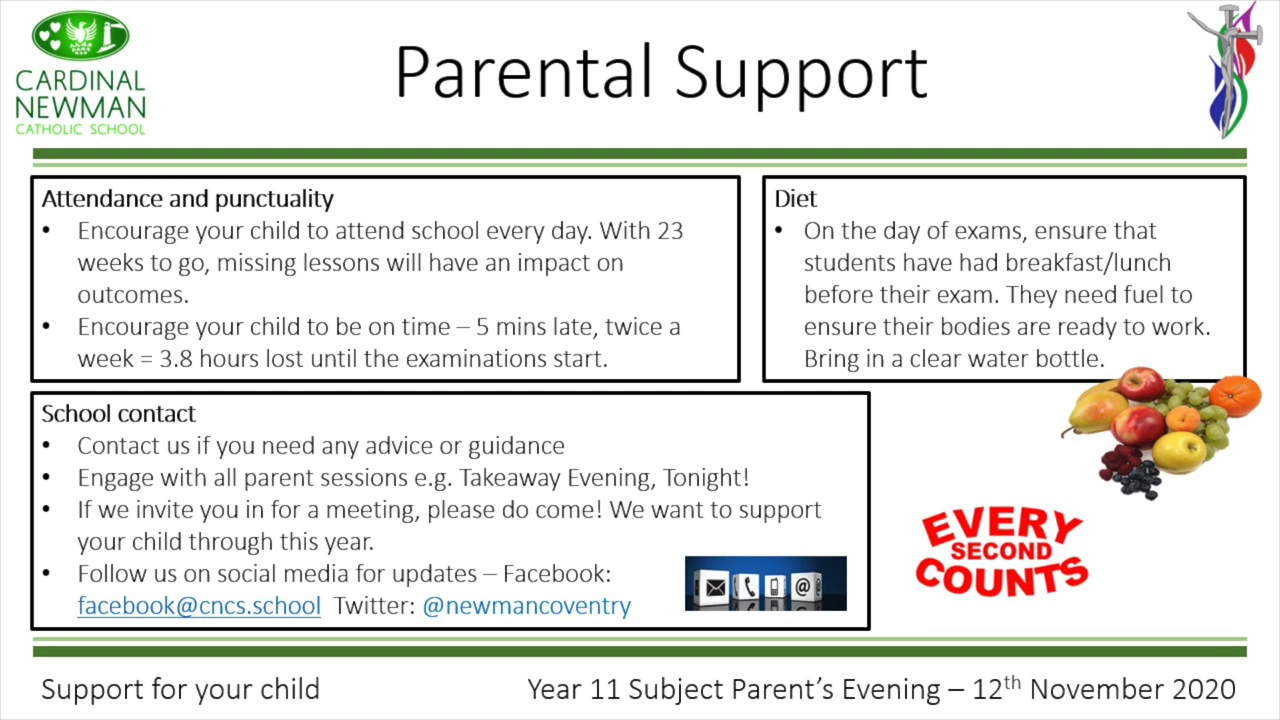 CARDINAL
NEWMAN
CATHOLIC SCHOOL
Parental Support
Attendance and punctuality
• Encourage your child to attend school every day. With 23
weeks to go, missing lessons will have an impact on
outcomes.
• Encourage your child to be on time – 5 mins late, twice a
week = 3.8 hours lost until the examinations start.
Diet
• On the day of exams, ensure that
students have had breakfast/lunch
before their exam. They need fuel to
ensure their bodies are ready to work.
Bring in a clear water bottle.
School contact
• Contact us if you need any advice or guidance
• Engage with all parent sessions e.g. Takeaway Evening, Tonight!
• If we invite you in for a meeting, please do come! We want to support
your child through this year.
• Follow us on social media for updates – Facebook:
facebook@cncs.school Twitter: @newmancoventry
EVERY
SECOND
COUNTS
Support for your child
Year 11 Subject Parent’s Evening – 12th November 2020